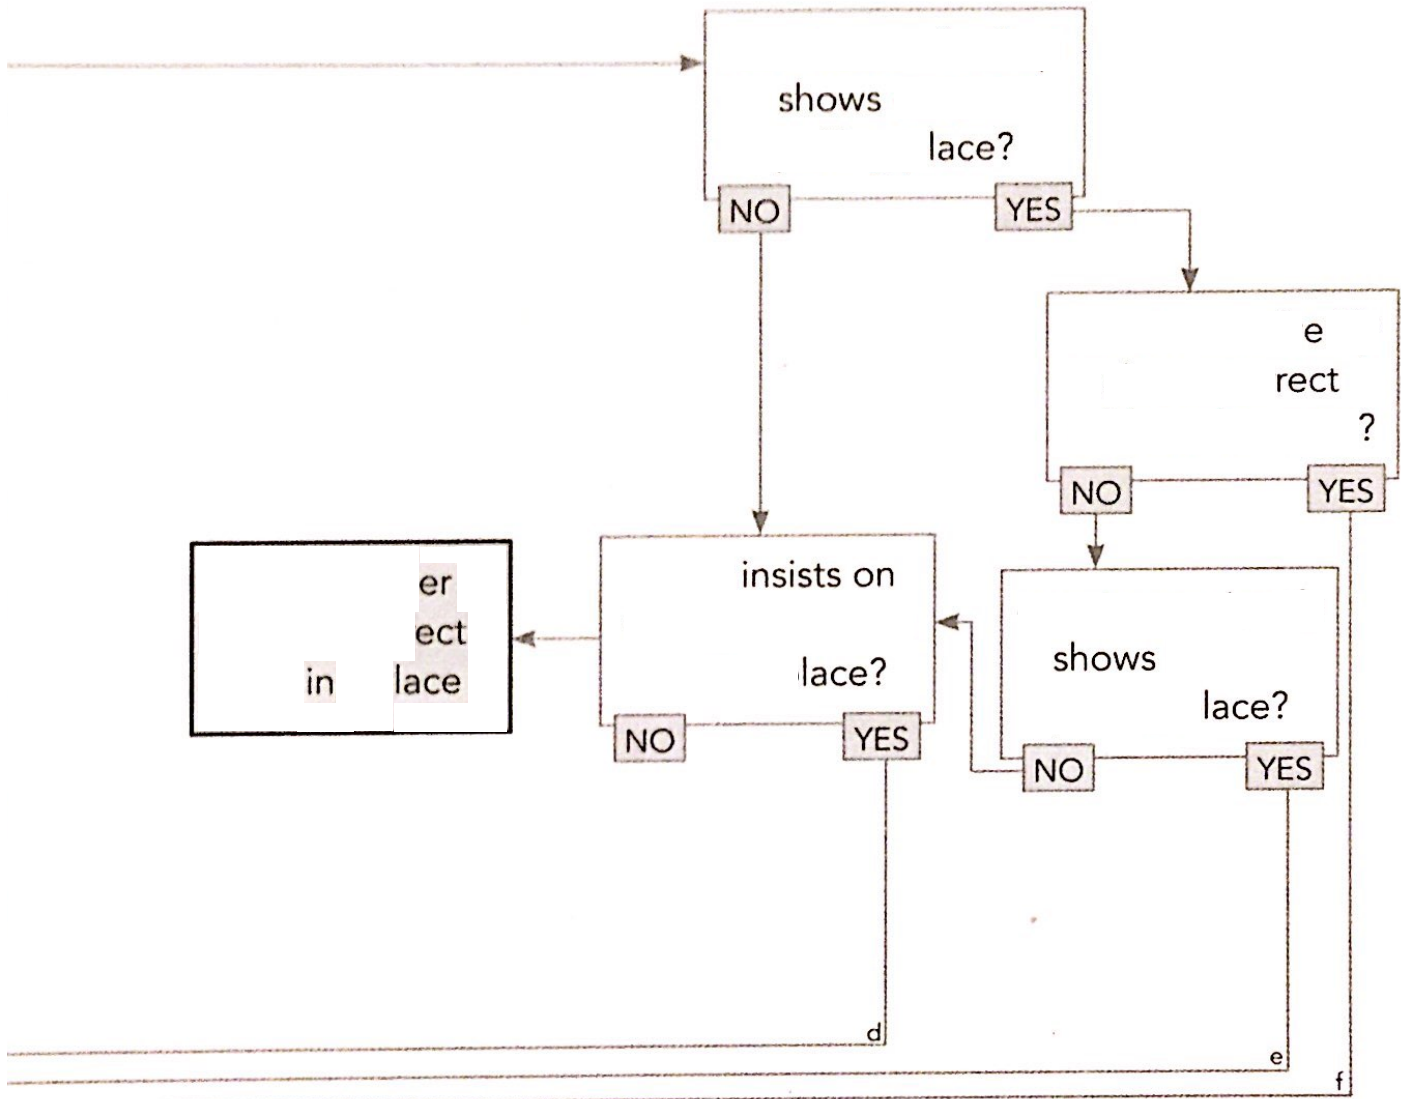 shows
lace?
NO
YES
e
rect
?
NO
YES
insists on
lace?
NO
YES
er
ect
in lace
shows
lace?
NO
YES
d
e
f